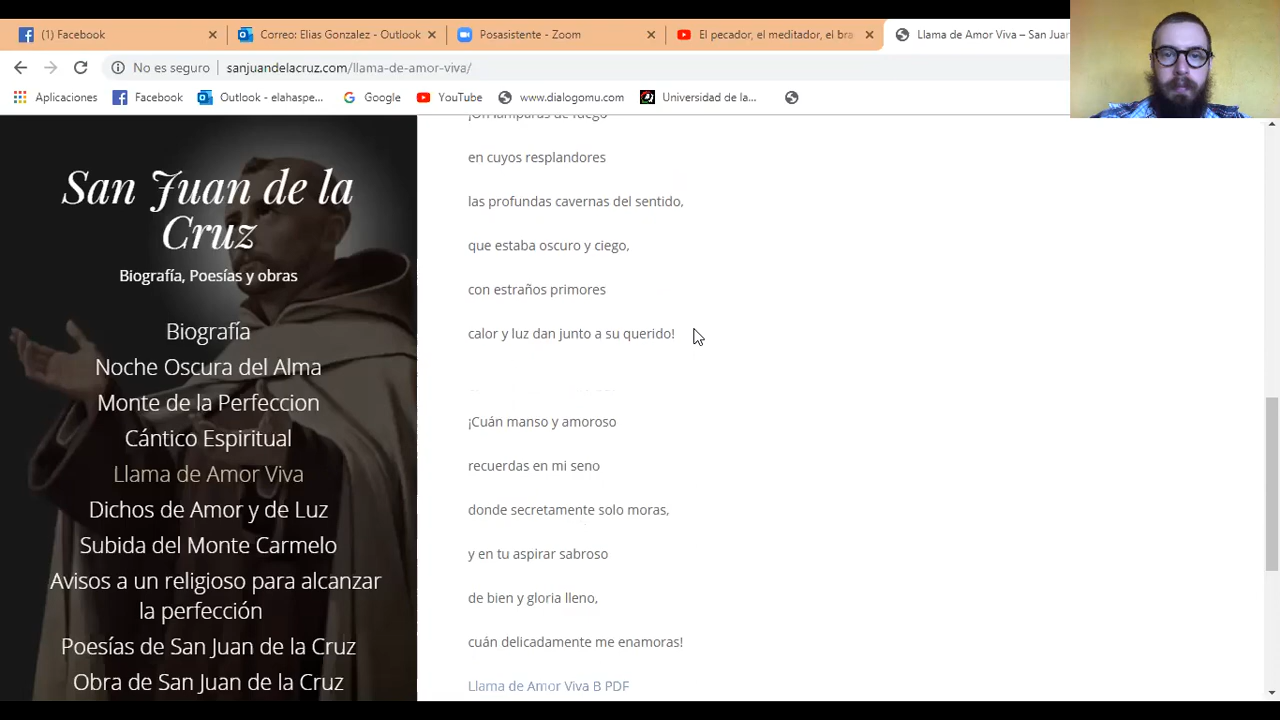 (1) Facebook
Correo: Elias Gonzalez - Outlook
Posasistente - Zoom
El pecador, el meditador, el bra
Llama de Amor Viva – San Juan
No es seguro
sanjuandelacruz.com/llama-de-amor-viva/
Aplicaciones
Facebook
Outlook - elahaspe...
Google
YouTube
www.dialogomu.com
Universidad de la...
San Juan de la
Cruz
Biografía, Poesías y obras
Biografía
Noche Oscura del Alma
Monte de la Perfeccion
Cántico Espiritual
Llama de Amor Viva
Dichos de Amor y de Luz
Subida del Monte Carmelo
Avisos a un religioso para alcanzar
la perfección
Poesías de San Juan de la Cruz
Obra de San Juan de la Cruz
¡Oh lámparas de fuego
en cuyos resplandores
las profundas cavernas del sentido,
que estaba oscuro y ciego,
con estraños primores
calor y luz dan junto a su querido!
¡Cuán manso y amoroso
recuerdas en mi seno
donde secretamente solo moras,
y en tu aspirar sabroso
de bien y gloria lleno,
cuán delicadamente me enamoras!
Llama de Amor Viva B PDF